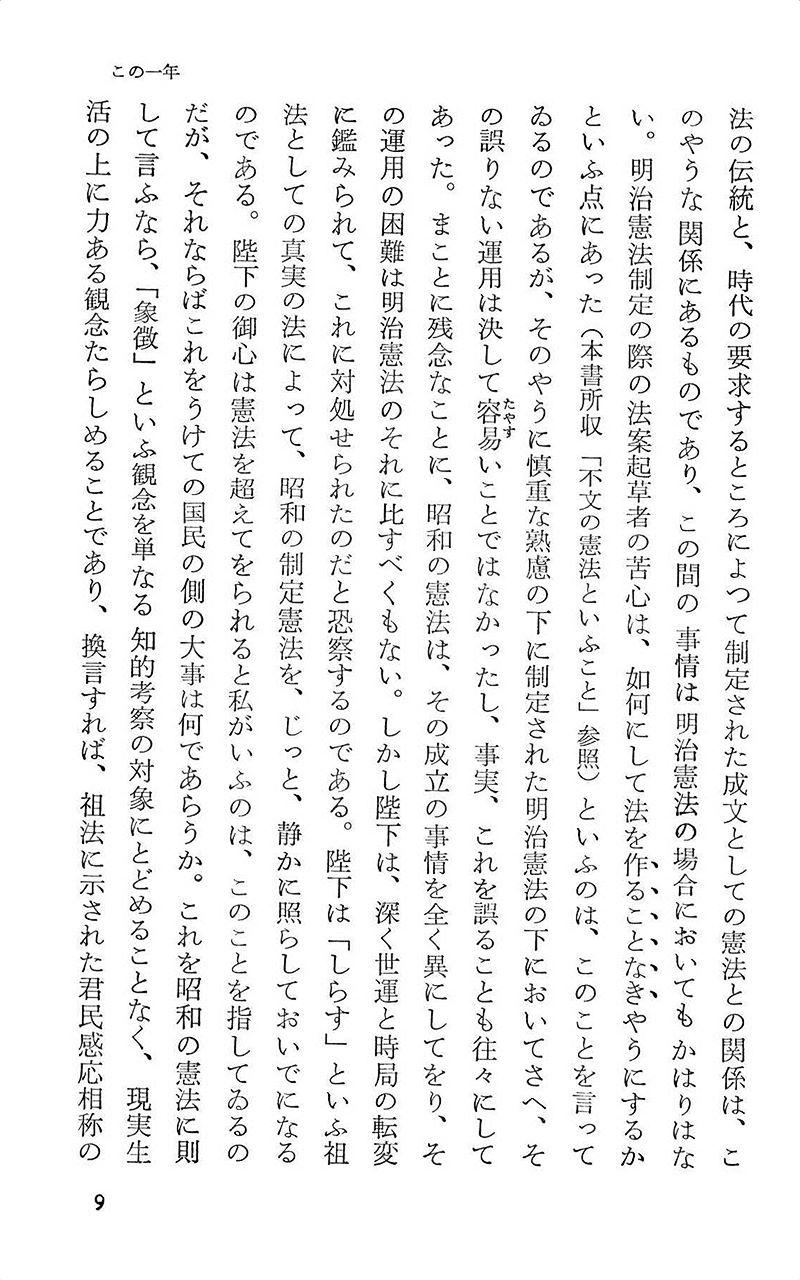 この一年
法の伝統と、時代の要求するところによつて制定された成文としての憲法との関係は、こ
のやうな関係にあるものであり、この間の事情は明治憲法の場合においてもかはりはな
い。明治憲法制定の際の法案起草者の苦心は、如何にして法を作ることなきやうにするか
といふ点にあった（本書所収「不文の憲法といふこと」参照）といふのは、このことを言って
ゐるのであるが、そのやうに慎重な熟慮の下に制定された明治憲法の下においてさへ、そ
の誤りない運用は決して容易いことではなかったし、事実、これを誤ることも往々にして
たやす
あった。まことに残念なことに、昭和の憲法は、その成立の事情を全く異にしてをり、そ
の運用の困難は明治憲法のそれに比すべくもない。しかし陛下は、深く世運と時局の転変
に鑑みられて、これに対処せられたのだと恐察するのである。陛下は「しらす」といふ祖
法としての真実の法によって、昭和の制定憲法を、じっと、静かに照らしておいでになる
のである。陛下の御心は憲法を超えてをられると私がいふのは、このことを指してゐるの
だが、それならばこれをうけての国民の側の大事は何であらうか。これを昭和の憲法に則
して言ふなら、「象徴」といふ観念を単なる知的考察の対象にとどめることなく、現実生
活の上に力ある観念たらしめることであり、換言すれば、祖法に示された君民感応相称の
9